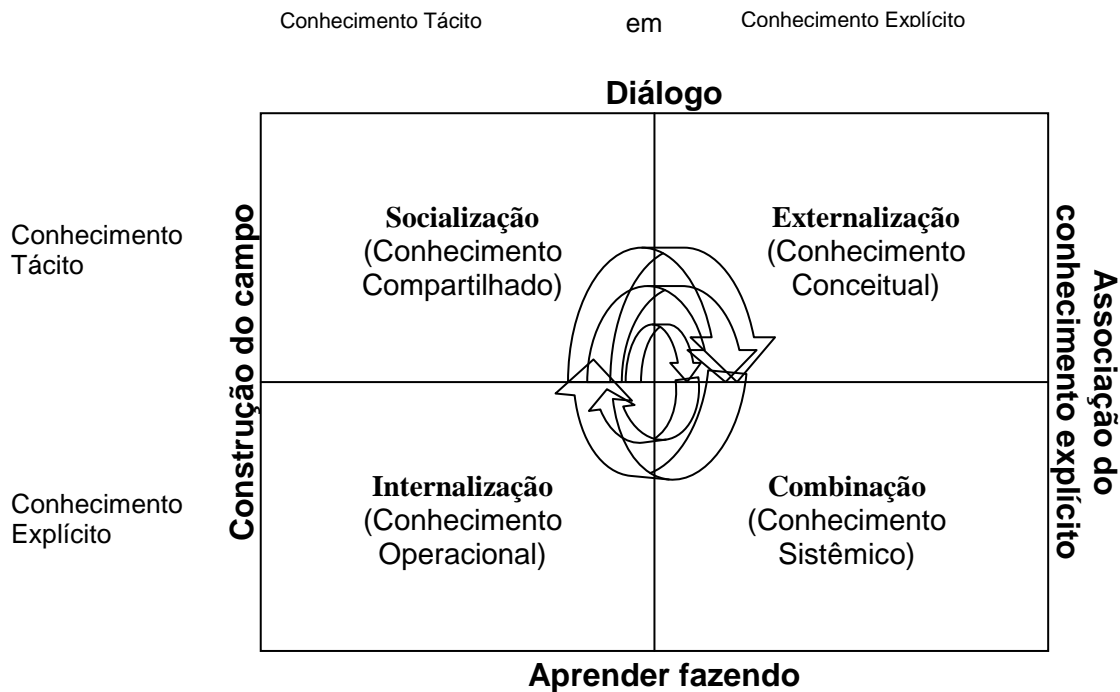 Conhecimento Tácito em Conhecimento Explícito
Diálogo
Conhecimento
Tácito
Construção do campo
Socialização
(Conhecimento
Compartilhado)
Externalização
(Conhecimento
Conceitual)
Associação do
conhecimento explícito
Conhecimento
Explícito
Internalização
(Conhecimento
Operacional)
Combinação
(Conhecimento
Sistêmico)
Aprender fazendo